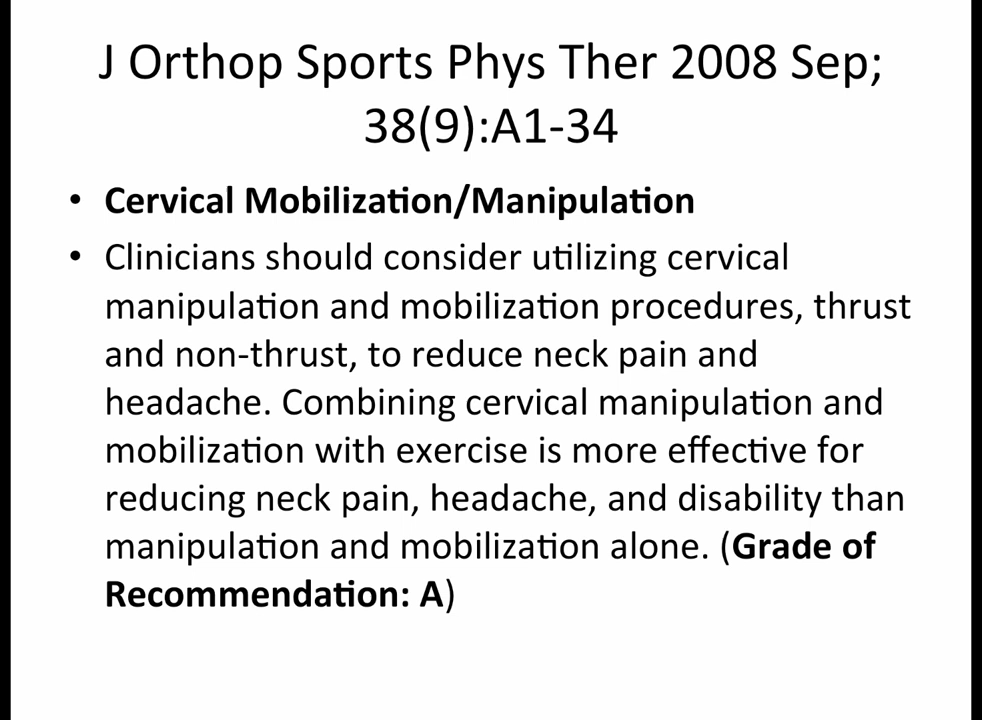 J Orthop Sports Phys Ther 2008 Sep;
38(9):A1-34
• Cervical Mobilization/Manipulation
• Clinicians should consider utilizing cervical
manipulation and mobilization procedures, thrust
and non-thrust, to reduce neck pain and
headache. Combining cervical manipulation and
mobilization with exercise is more effective for
reducing neck pain, headache, and disability than
manipulation and mobilization alone. (Grade of
Recommendation: A)